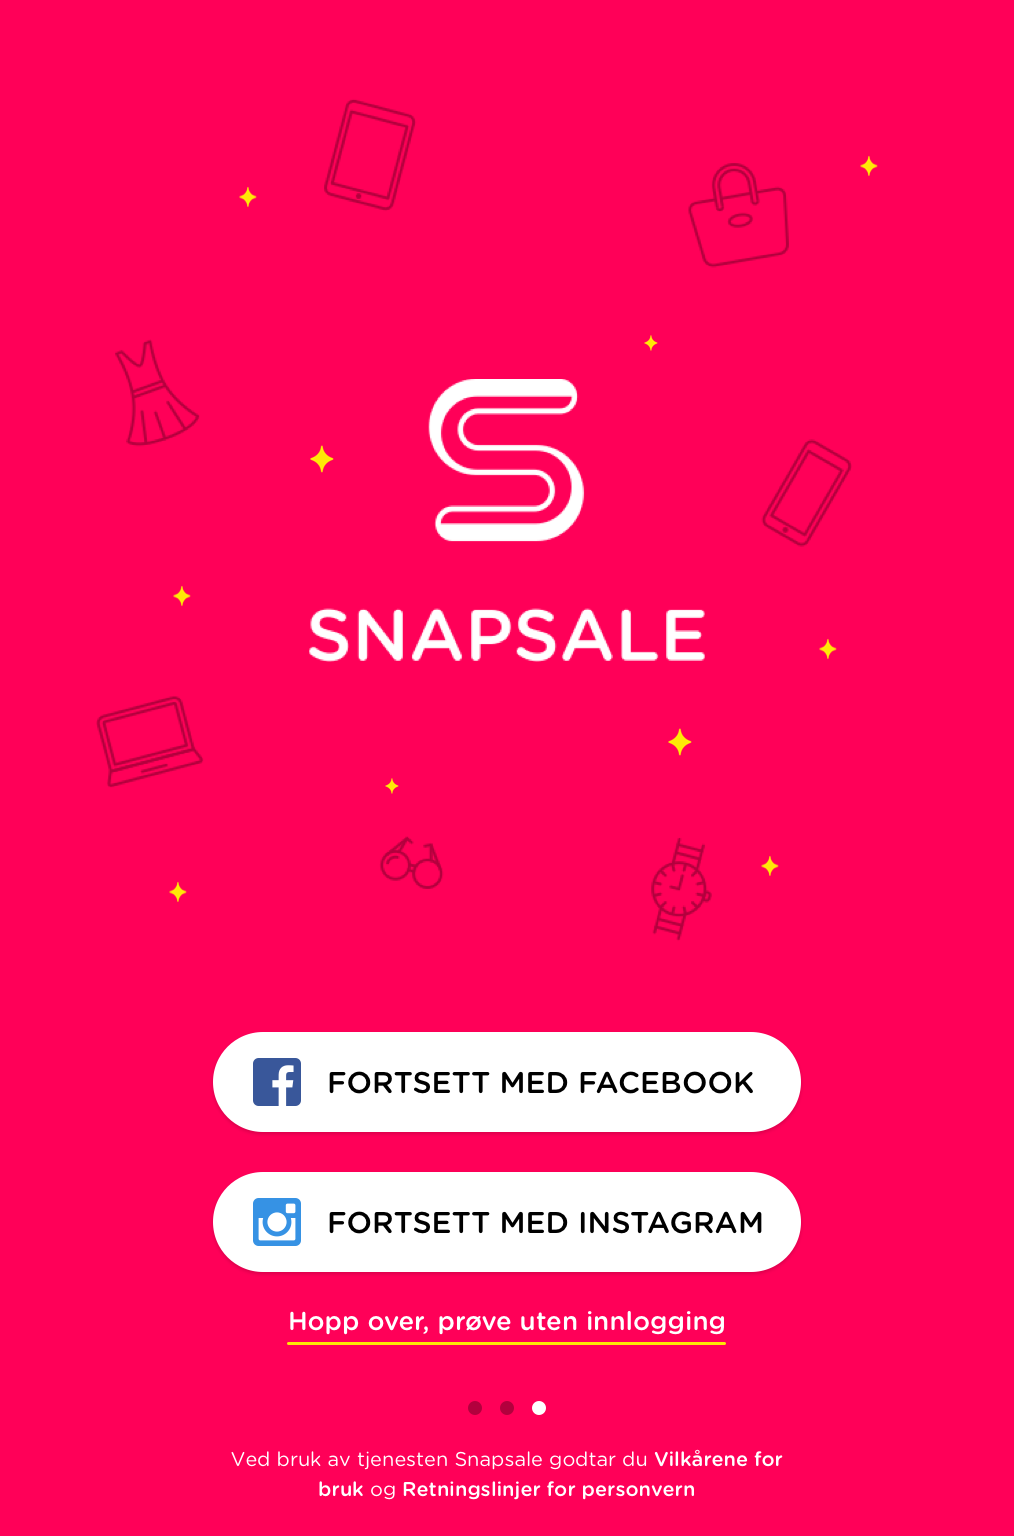 SNAPSALE
FORTSETT MED FACEBOOK
FORTSETT MED INSTAGRAM
Hopp over, prøve uten innlogging
Ved bruk av tjenesten Snapsale godtar du Vilkårene for
bruk og Retningslinjer for personvern